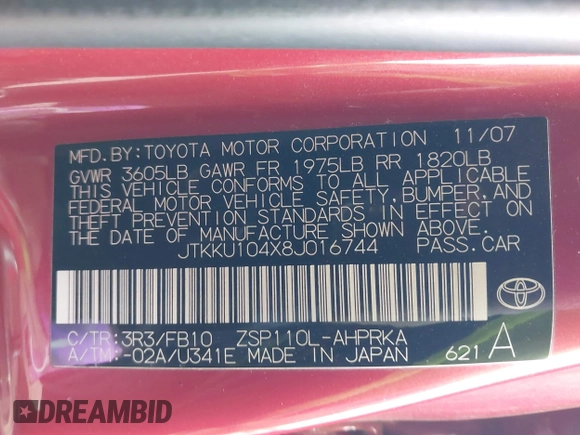 MFD.BY:TOYOTA MOTOR CORPORATION 11/07
GVWR 3605LB GAWR FR 1975LB RR 1820LB
THIS VEHICLE CONFORMS TO ALL APPLICABLE
FEDERAL MOTOR VEHICLE SAFETY,BUMPER,AND
THEFT PREVENTION STANDARDS IN EFFECT ON
THE DATE OF MANUFACTURE SHOWN ABOVE.
JTKKU104X8J016744 PASS.CAR
C/TR:3R3/FB10 ZSP110L-AHPRKA
A/TM:-02A/U341E MADE IN JAPAN 621 A
DREAMBID